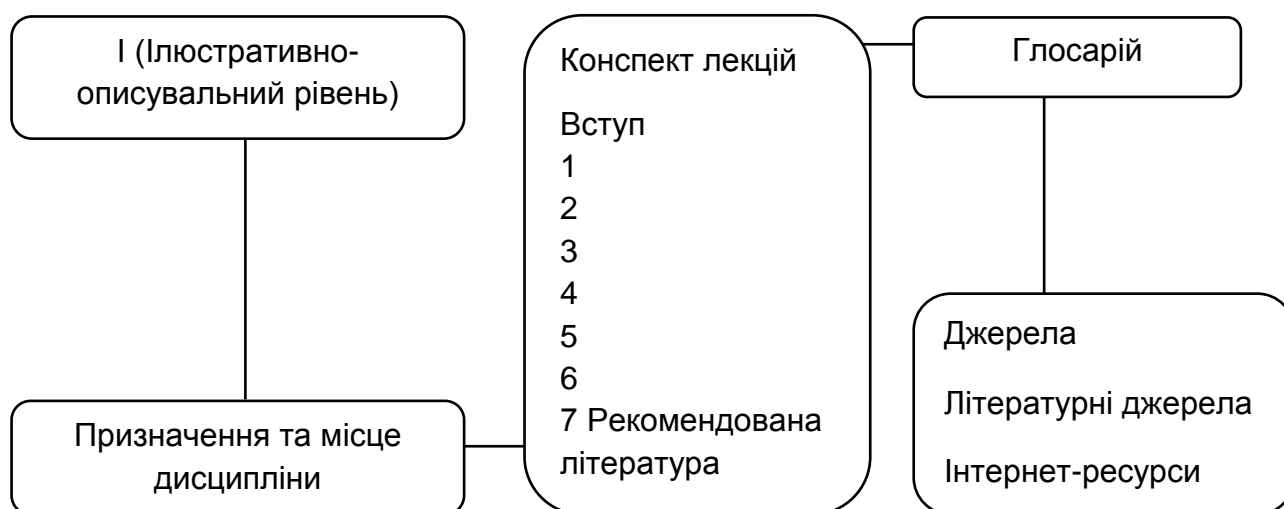 І (Ілюстративно-
описувальний рівень)
Призначення та місце
дисципліни
Конспект лекцій
Вступ
1
2
3
4
5
6
7 Рекомендована
література
Глосарій
Джерела
Літературні джерела
Інтернет-ресурси